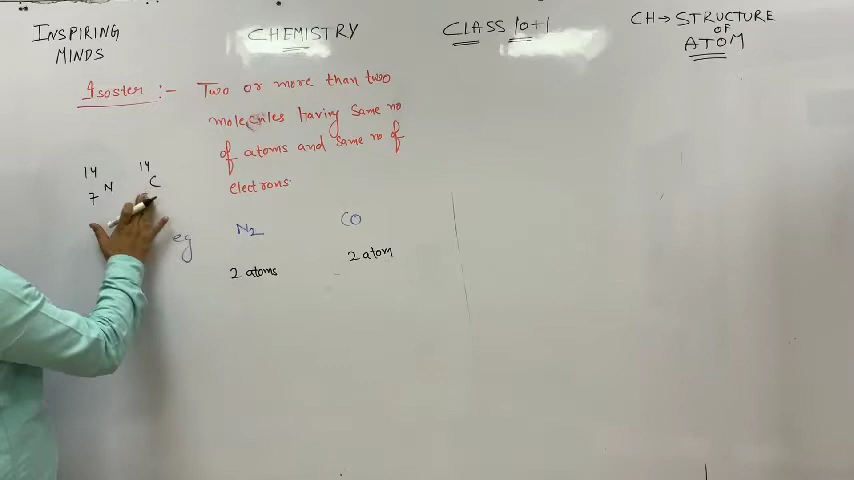 INSPIRING
MINDS
CHEMISTRY
CLASS 10+1
CH→ STRUCTURE
OF
ATOM
Isoster :- Two or more than two
molecules having same no
of atoms and same no of
electrons.
14 14
7 N C
eg N2 CO
2 atoms 2 atom